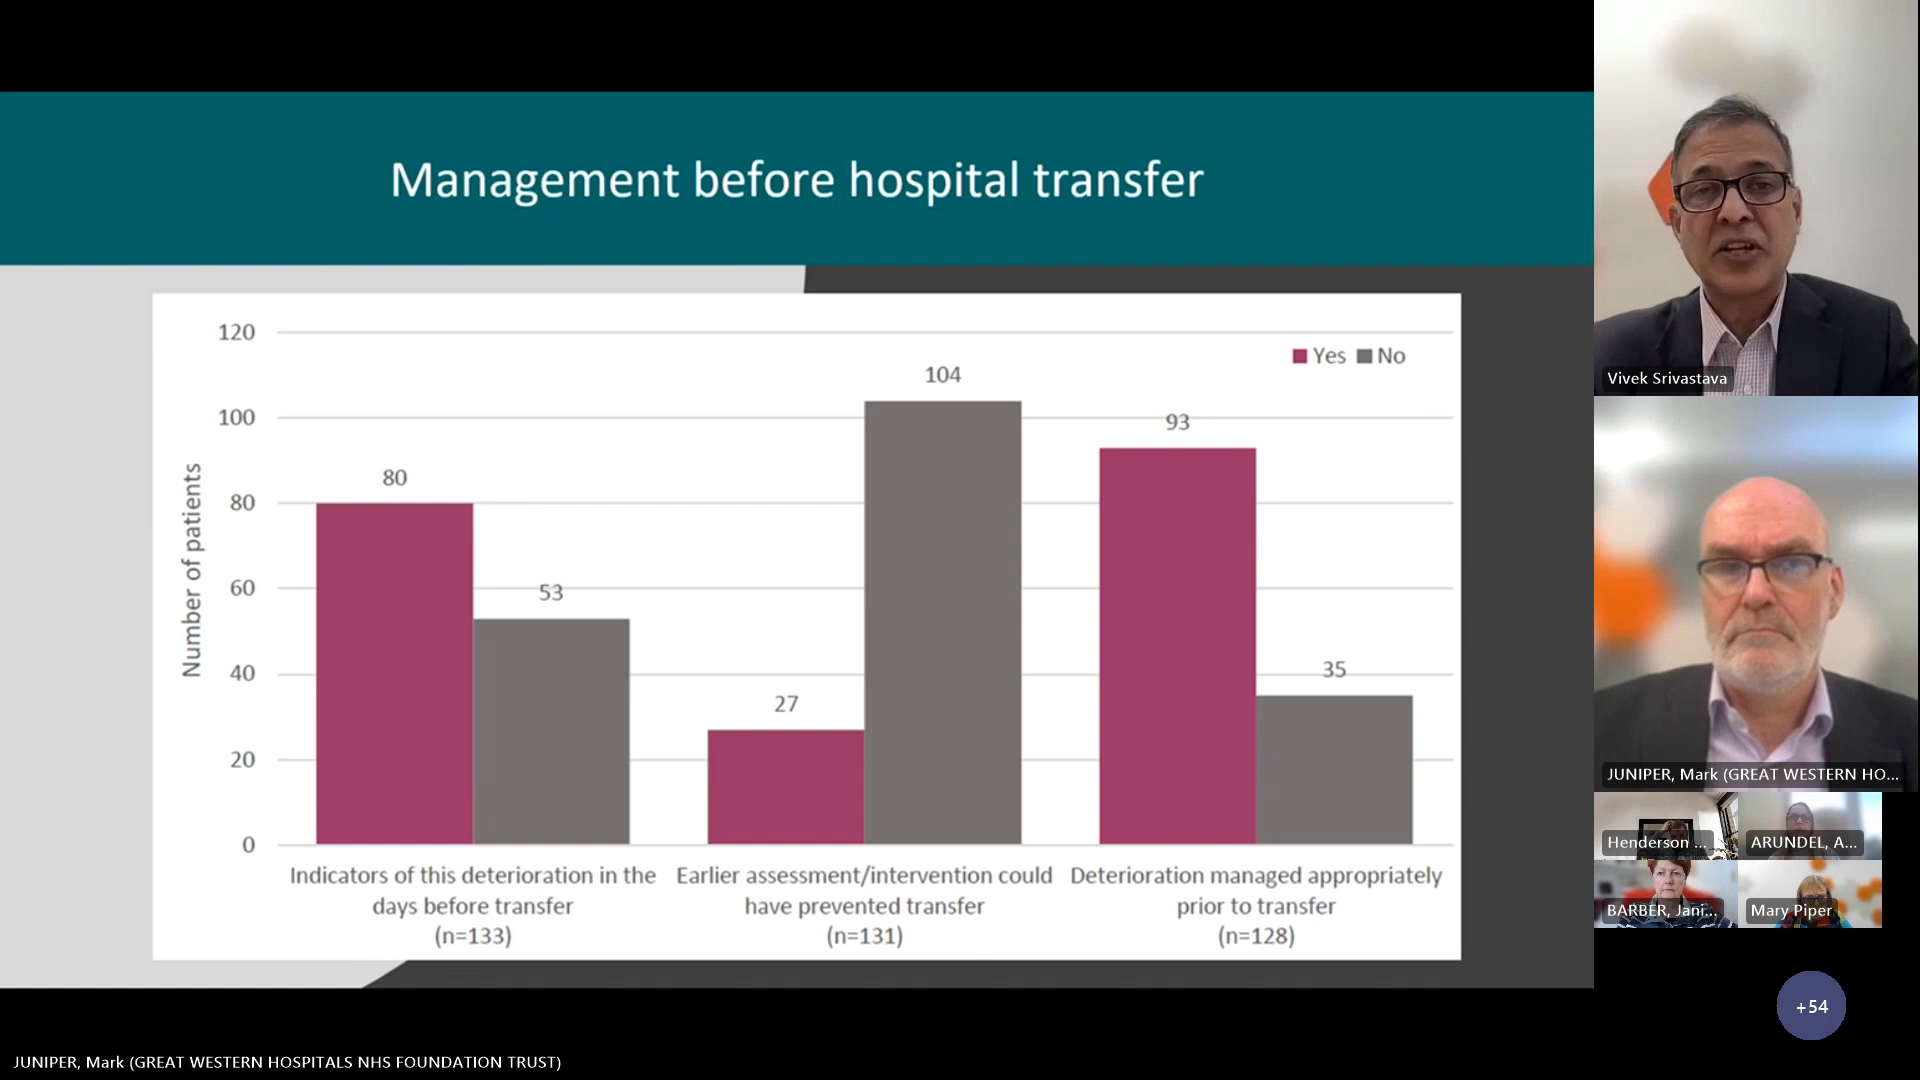 Management before hospital transfer
120
100
80
60
40
20
0
Number of patients
Yes No
80
53
27
104
93
35
Indicators of this deterioration in the
days before transfer
(n=133)
Earlier assessment/intervention could
have prevented transfer
(n=131)
Deterioration managed appropriately
prior to transfer
(n=128)
Vivek Srivastava
JUNIPER, Mark (GREAT WESTERN HO...
Henderson ...
ARUNDEL, A...
BARBER, Jani...
Mary Piper
+54
JUNIPER, Mark (GREAT WESTERN HOSPITALS NHS FOUNDATION TRUST)